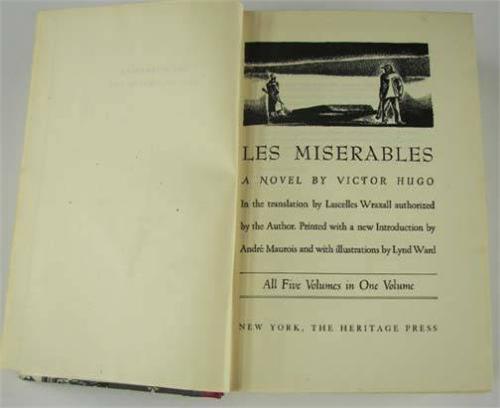 LES MISERABLES
A NOVEL BY VICTOR HUGO
In the translation by Lascelles Wraxall authorized
by the Author. Printed with a new Introduction by
André Maurois and with illustrations by Lynd Ward
All Five Volumes in One Volume
NEW YORK, THE HERITAGE PRESS